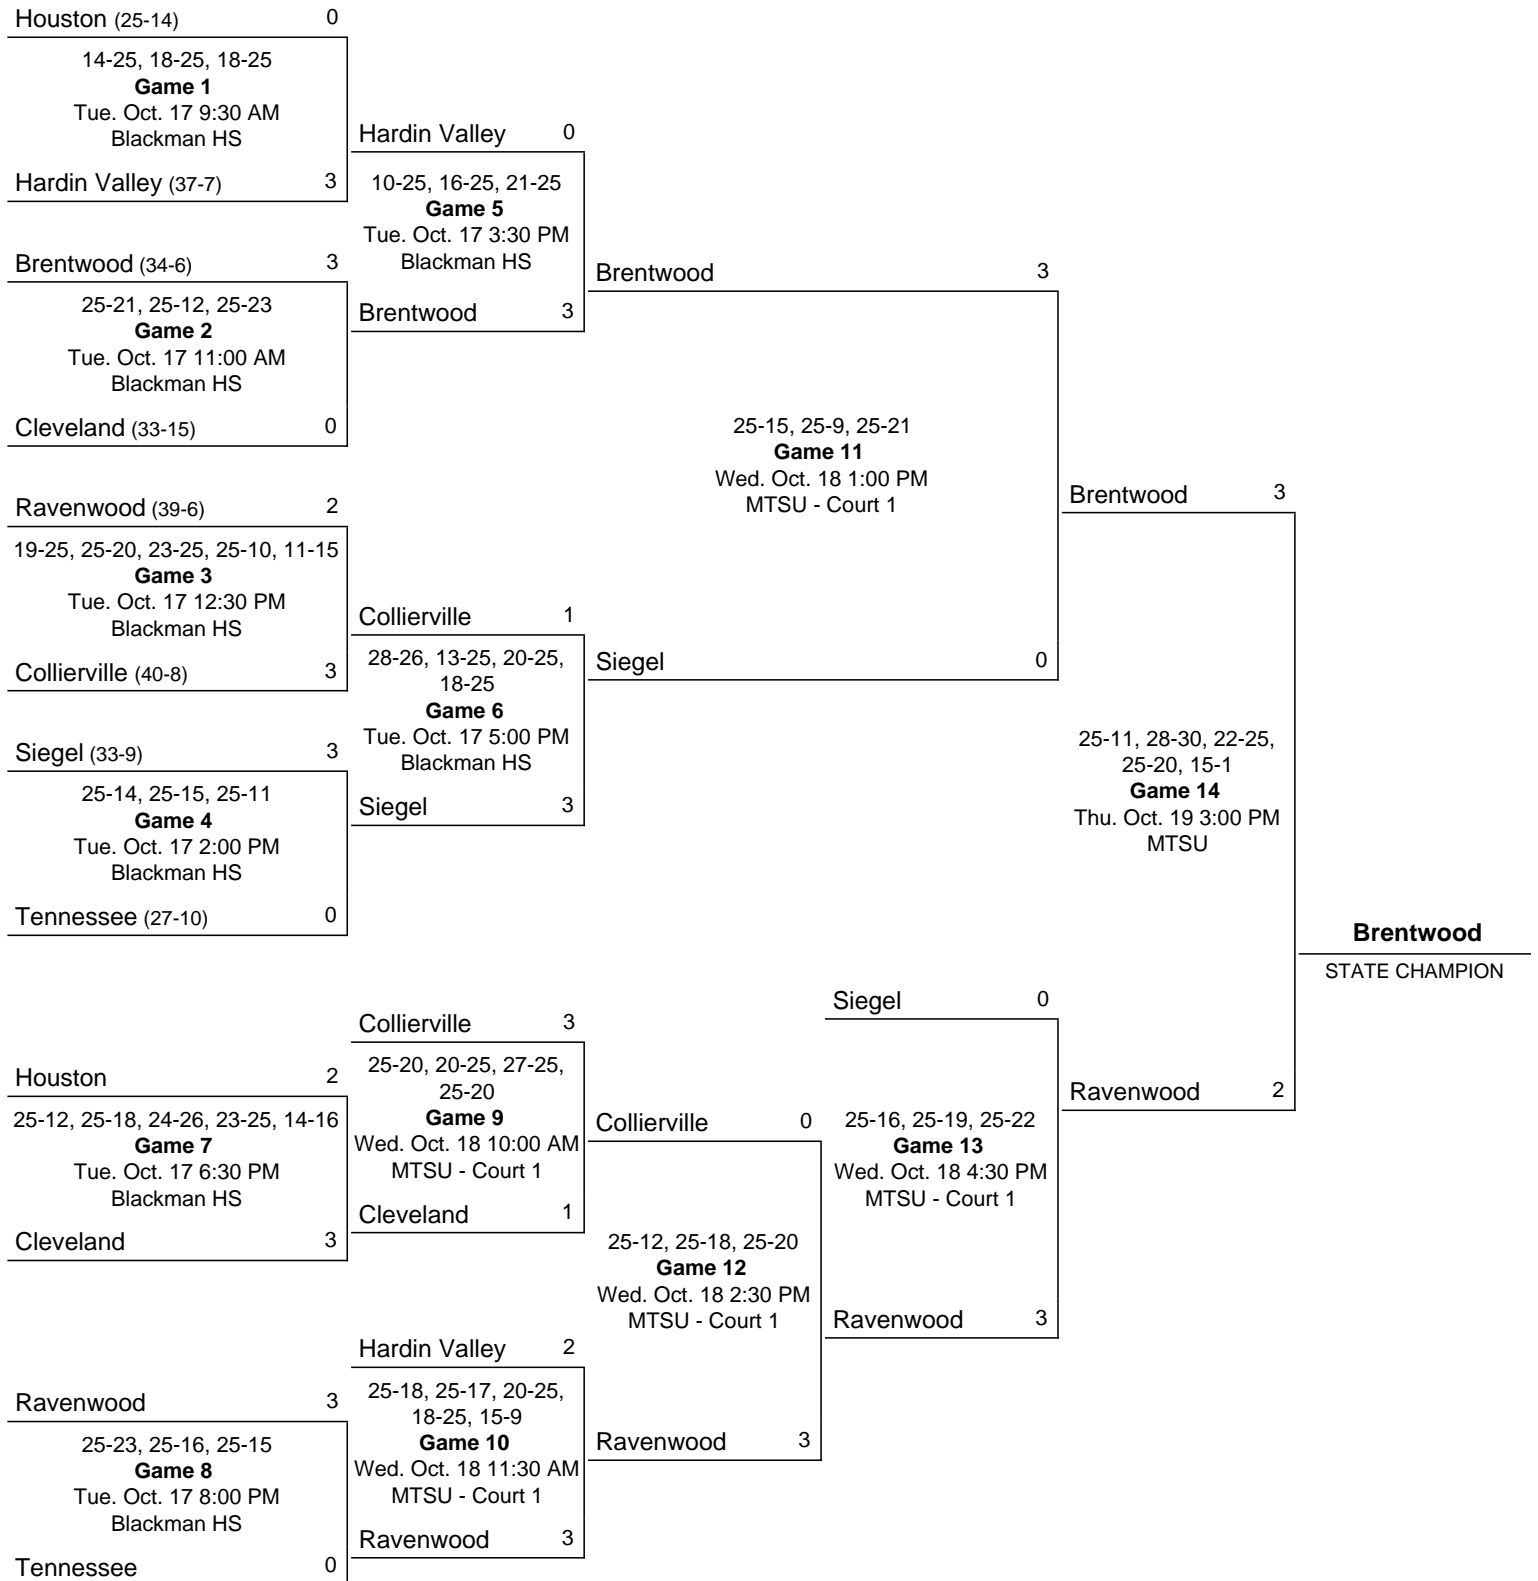 Houston (25-14) 0
14-25, 18-25, 18-25
Game 1
Tue. Oct. 17 9:30 AM
Blackman HS
Hardin Valley (37-7) 3
Brentwood (34-6) 3
25-21, 25-12, 25-23
Game 2
Tue. Oct. 17 11:00 AM
Blackman HS
Cleveland (33-15) 0
Ravenwood (39-6) 2
19-25, 25-20, 23-25, 25-10, 11-15
Game 3
Tue. Oct. 17 12:30 PM
Blackman HS
Collierville (40-8) 3
Siegel (33-9) 3
25-14, 25-15, 25-11
Game 4
Tue. Oct. 17 2:00 PM
Blackman HS
Tennessee (27-10) 0
Hardin Valley 0
10-25, 16-25, 21-25
Game 5
Tue. Oct. 17 3:30 PM
Blackman HS
Brentwood 3
Collierville 1
28-26, 13-25, 20-25,
18-25
Game 6
Tue. Oct. 17 5:00 PM
Blackman HS
Siegel 3
Brentwood 3
25-15, 25-9, 25-21
Game 11
Wed. Oct. 18 1:00 PM
MTSU - Court 1
Siegel 0
Brentwood 3
25-11, 28-30, 22-25,
25-20, 15-1
Game 14
Thu. Oct. 19 3:00 PM
MTSU
Ravenwood 2
Brentwood
STATE CHAMPION
Houston 2
25-12, 25-18, 24-26, 23-25, 14-16
Game 7
Tue. Oct. 17 6:30 PM
Blackman HS
Cleveland 3
Ravenwood 3
25-23, 25-16, 25-15
Game 8
Tue. Oct. 17 8:00 PM
Blackman HS
Tennessee 0
Collierville 3
25-20, 20-25, 27-25,
25-20
Game 9
Wed. Oct. 18 10:00 AM
MTSU - Court 1
Cleveland 1
Hardin Valley 2
25-18, 25-17, 20-25,
18-25, 15-9
Game 10
Wed. Oct. 18 11:30 AM
MTSU - Court 1
Ravenwood 3
Collierville 0
25-12, 25-18, 25-20
Game 12
Wed. Oct. 18 2:30 PM
MTSU - Court 1
Ravenwood 3
Siegel 0
25-16, 25-19, 25-22
Game 13
Wed. Oct. 18 4:30 PM
MTSU - Court 1
Ravenwood 3